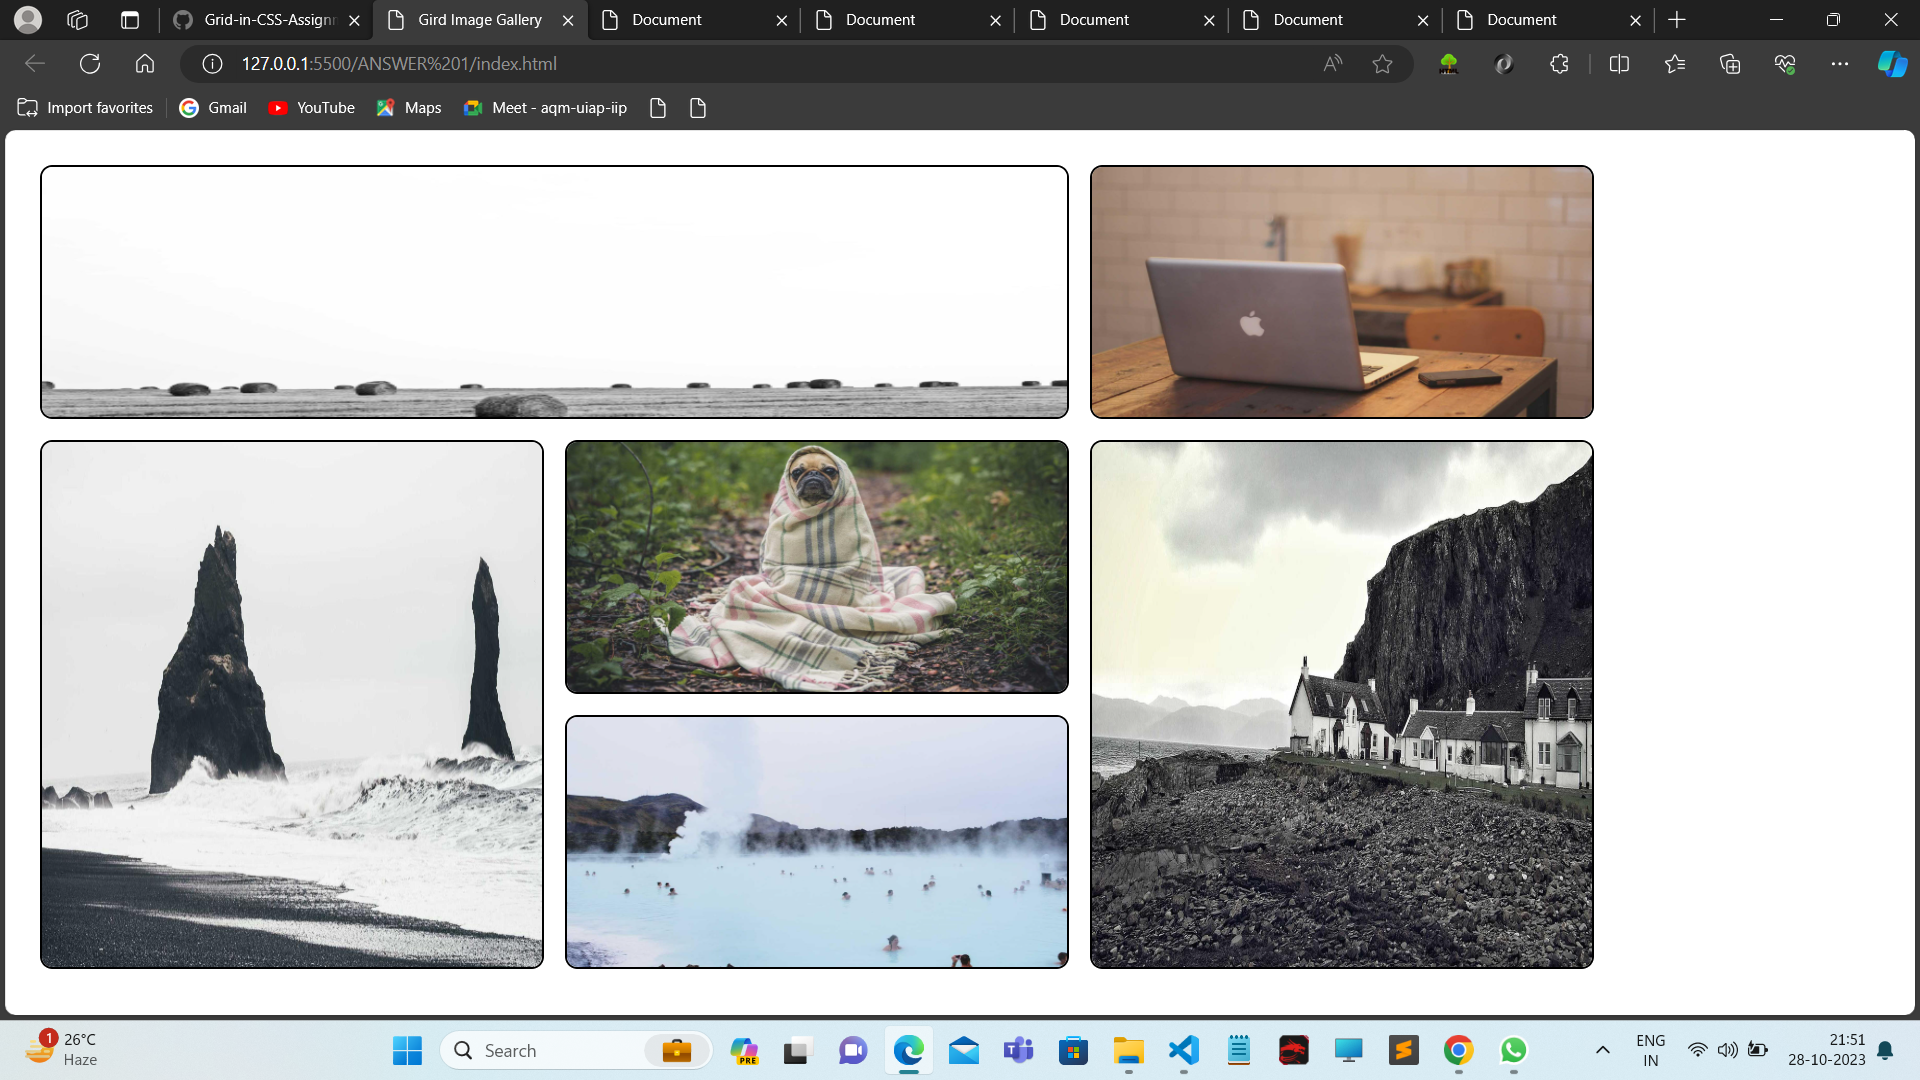 Grid-in-CSS-Assignm
Gird Image Gallery
Document
Document
Document
Document
Document
127.0.0.1:5500/ANSWER%201/index.html
Import favorites
Gmail
YouTube
Maps
Meet - aqm-uiap-iip
1
26°C
Haze
Search
PRE
ENG
IN
21:51
28-10-2023